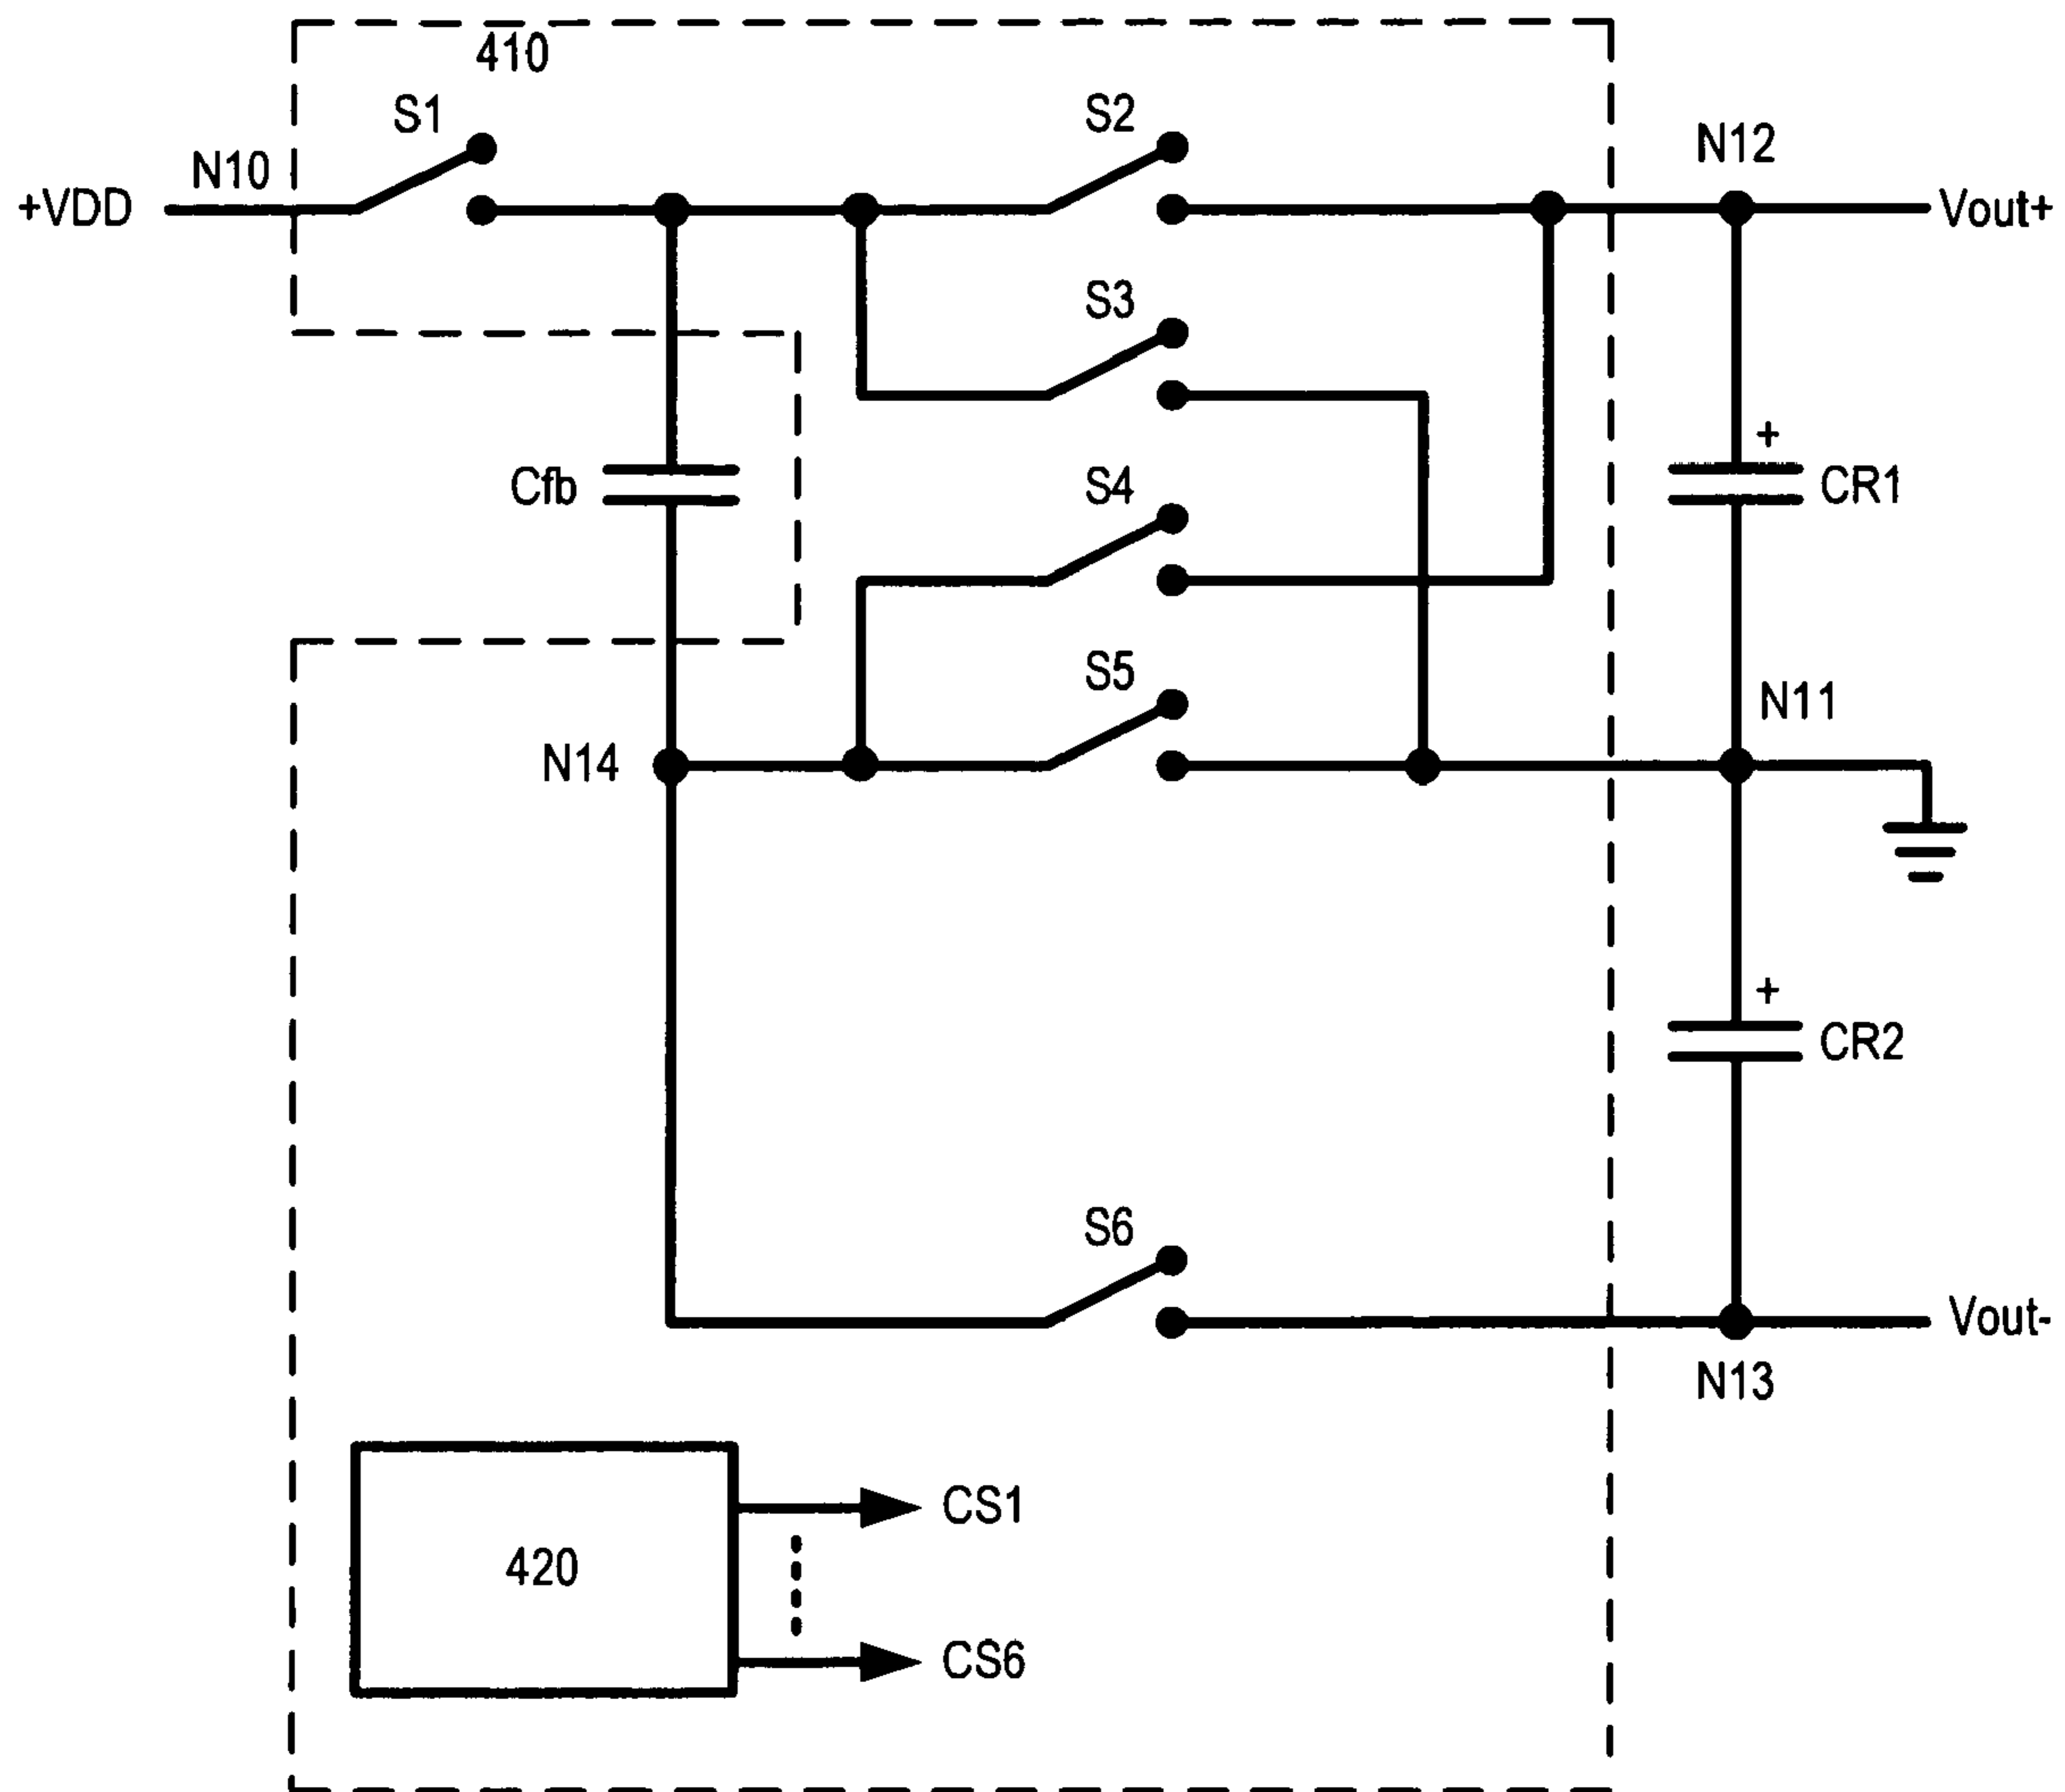 410
S1
S2
N10
N12
+VDD
Vout+
S3
+
Cfb
S4
CR1
S5
N11
N14
+
CR2
S6
Vout-
N13
CS1
420
CS6